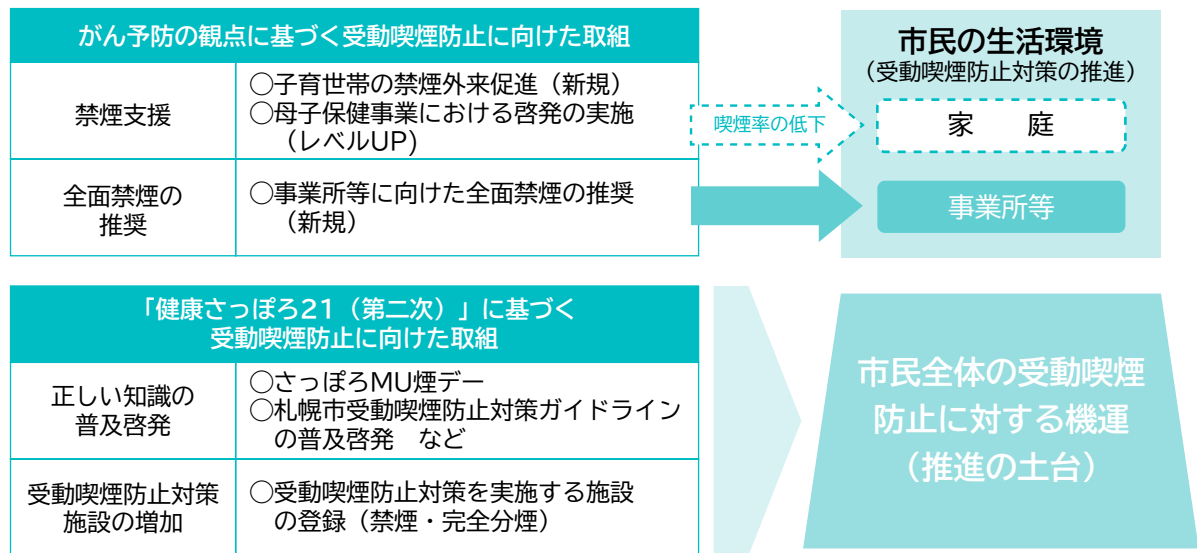 がん予防の観点に基づく受動喫煙防止に向けた取組
禁煙支援
○子育世帯の禁煙外来促進（新規）
○母子保健事業における啓発の実施
（レベルUP)
全面禁煙の
推奨
○事業所等に向けた全面禁煙の推奨
（新規）
喫煙率の低下
市民の生活環境
（受動喫煙防止対策の推進）
家　　庭
事業所等
「健康さっぽろ21（第二次）」に基づく
受動喫煙防止に向けた取組
正しい知識の
普及啓発
○さっぽろMU煙デー
○札幌市受動喫煙防止対策ガイドライン
の普及啓発　など
受動喫煙防止対策
施設の増加
○受動喫煙防止対策を実施する施設
の登録（禁煙・完全分煙）
市民全体の受動喫煙
防止に対する機運
（推進の土台）